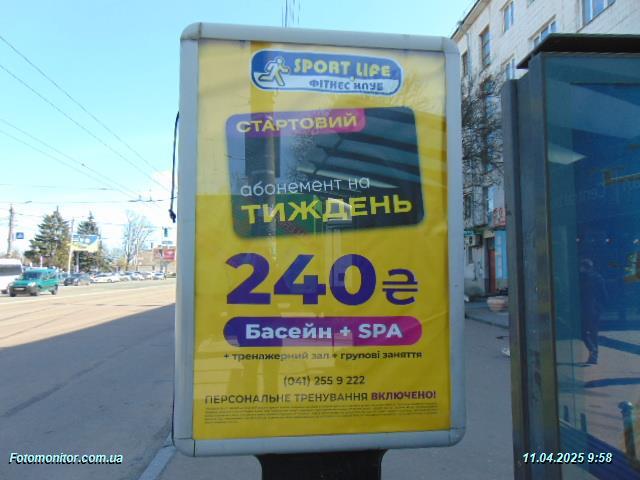 SPORT LIFE
ФІТНЕС КЛУБ
СТАРТОВИЙ
абонемент на
ТИЖДЕНЬ
240₴
Басейн + SPA
+ тренажерний зал + групові заняття
(041) 255 9 222
ПЕРСОНАЛЬНЕ ТРЕНУВАННЯ ВКЛЮЧЕНО!
Fotomonitor.com.ua
11.04.2025 9:58